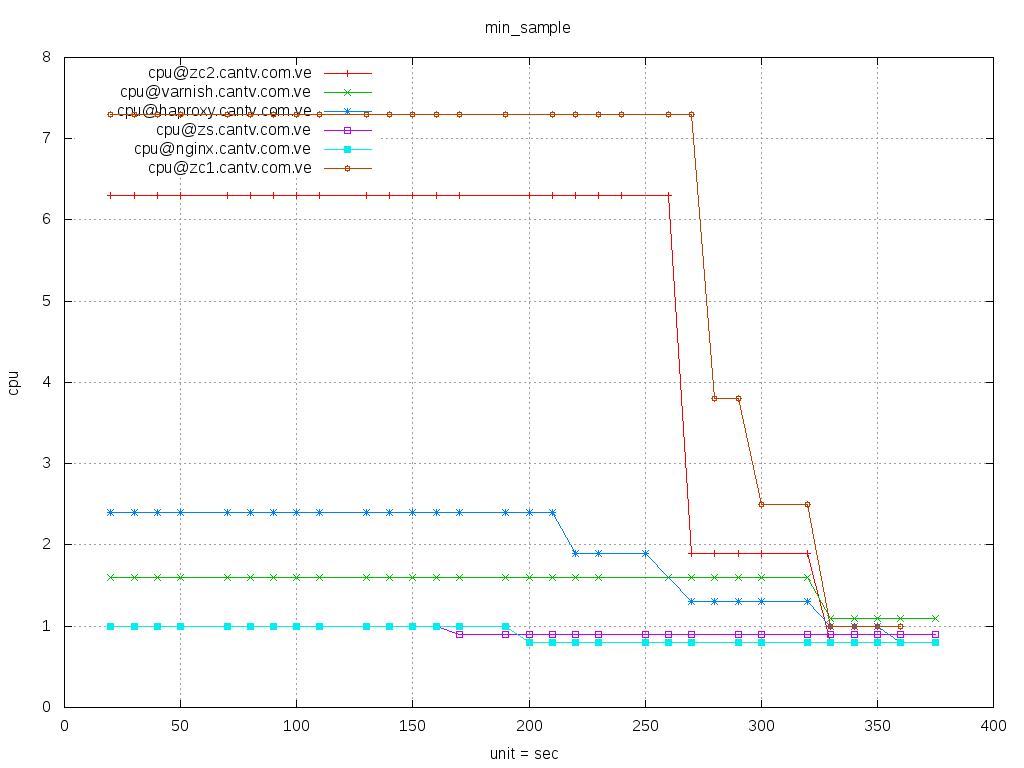 min_sample
8
cpu@zc2.cantv.com.ve
cpu@varnish.cantv.com.ve
cpu@haproxy.cantv.com.ve
cpu@zs.cantv.com.ve
cpu@nginx.cantv.com.ve
cpu@zc1.cantv.com.ve
7
6
5
4
cpu
3
2
1
0
0 50 100 150 200 250 300 350 400
unit = sec